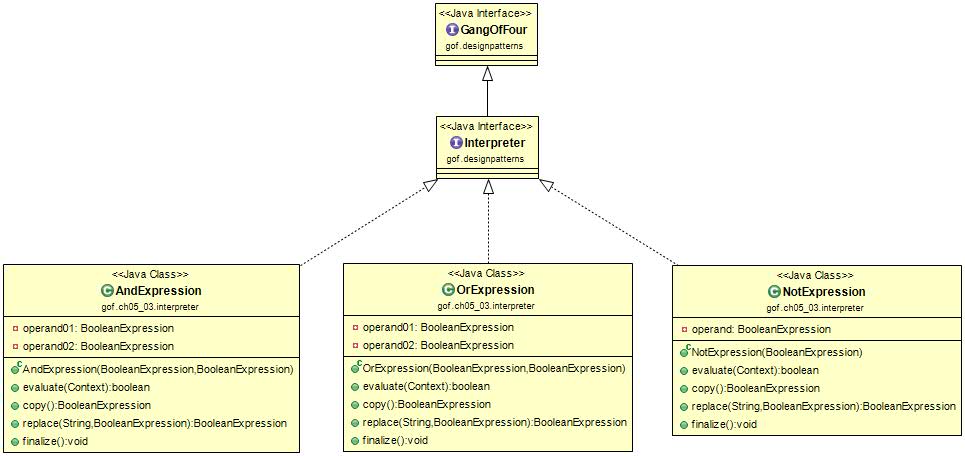 <<Java Interface>>
GangOfFour
gof.designpatterns
<<Java Interface>>
Interpreter
gof.designpatterns
<<Java Class>>
AndExpression
gof.ch05_03.interpreter
operand01: BooleanExpression
operand02: BooleanExpression
AndExpression(BooleanExpression,BooleanExpression)
evaluate(Context):boolean
copy():BooleanExpression
replace(String,BooleanExpression):BooleanExpression
finalize():void
<<Java Class>>
OrExpression
gof.ch05_03.interpreter
operand01: BooleanExpression
operand02: BooleanExpression
OrExpression(BooleanExpression,BooleanExpression)
evaluate(Context):boolean
copy():BooleanExpression
replace(String,BooleanExpression):BooleanExpression
finalize():void
<<Java Class>>
NotExpression
gof.ch05_03.interpreter
operand: BooleanExpression
NotExpression(BooleanExpression)
evaluate(Context):boolean
copy():BooleanExpression
replace(String,BooleanExpression):BooleanExpression
finalize():void